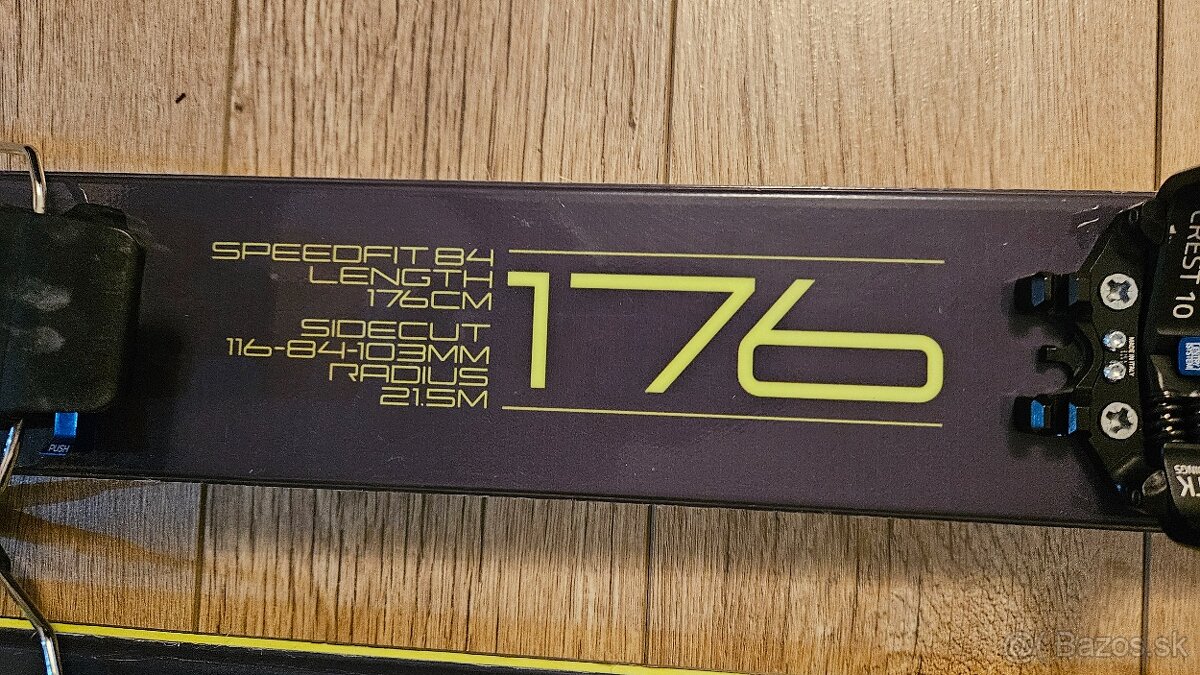 SPEEDFIT 84
LENGTH
176CM
SIDECUT
116-84-103MM
RADIUS
21.5M
176
PUSH
CREST 10
Bazos.sk